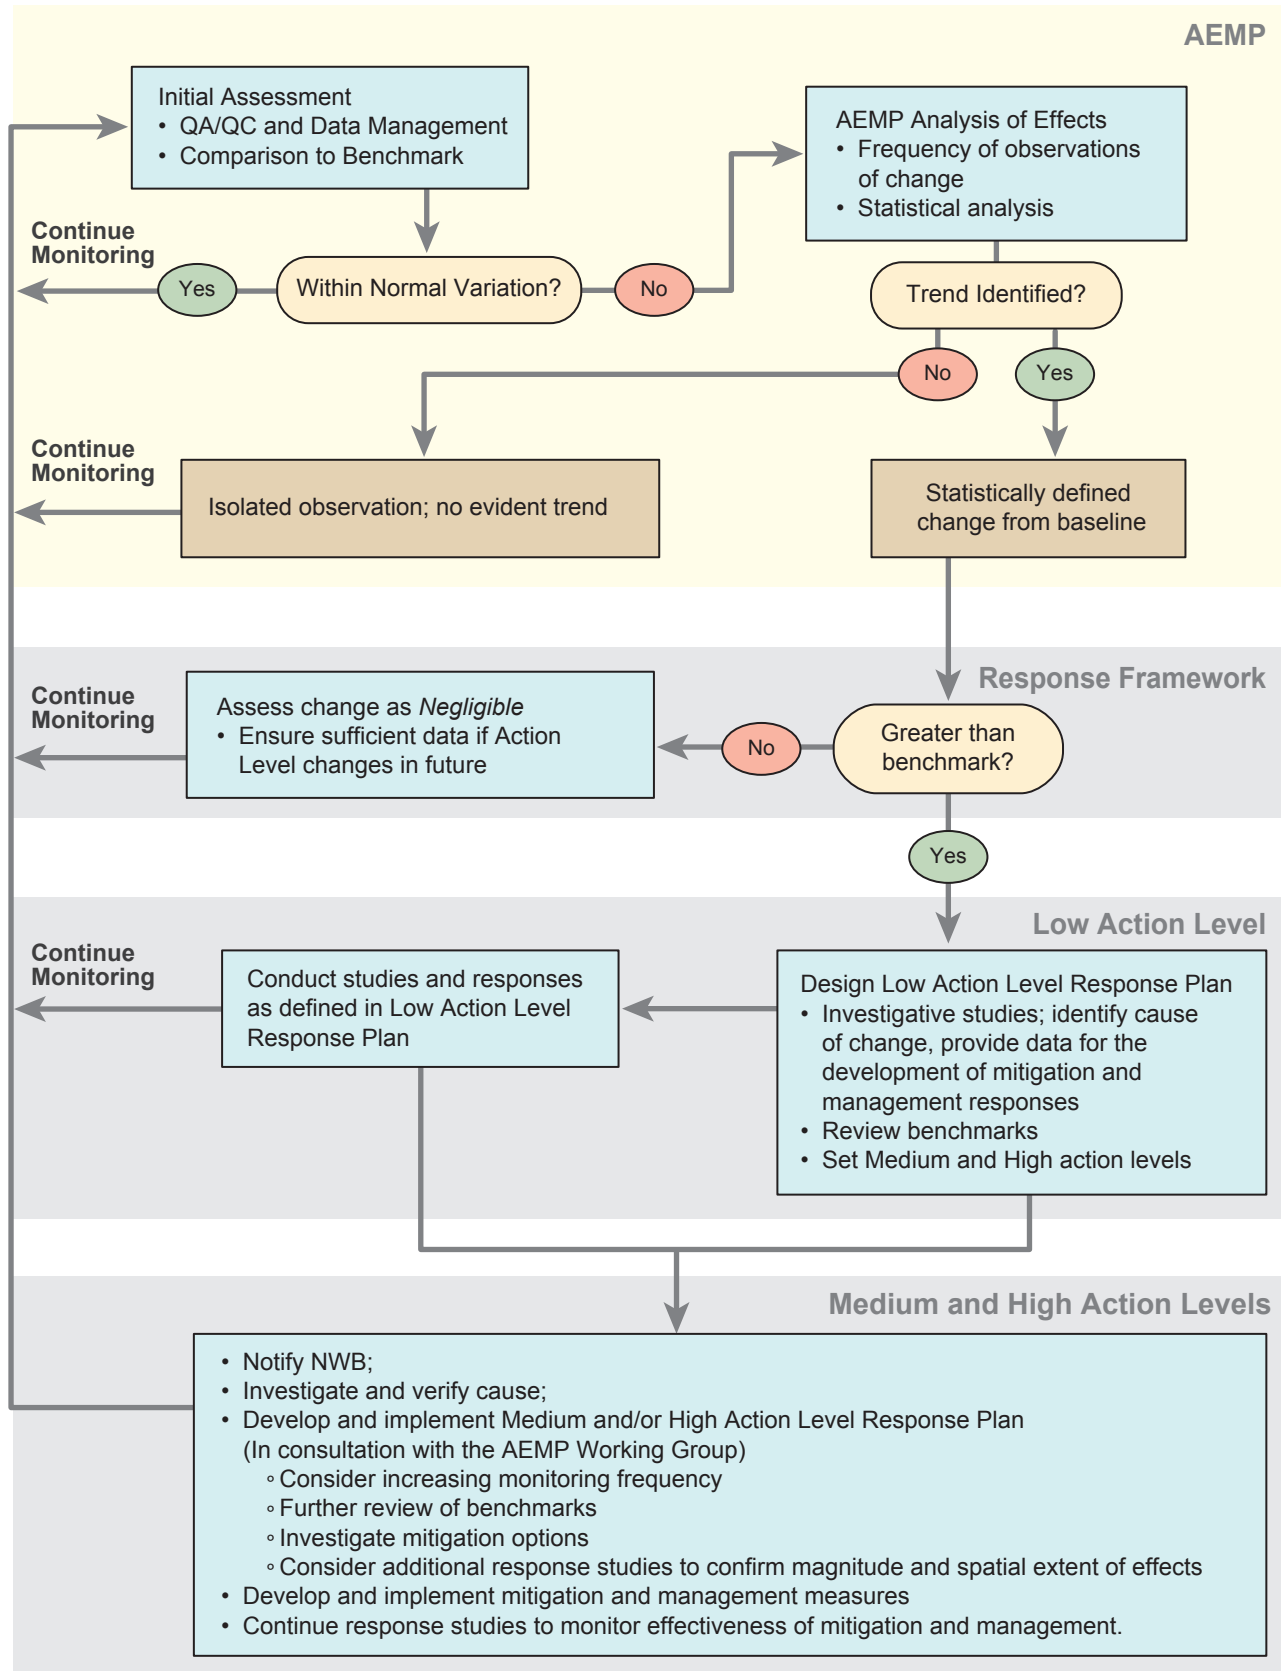 AEMP
Initial Assessment
• QA/QC and Data Management
• Comparison to Benchmark
AEMP Analysis of Effects
• Frequency of observations
of change
• Statistical analysis
Continue
Monitoring
Yes
Within Normal Variation?
No
Trend Identified?
No
Yes
Continue
Monitoring
Isolated observation; no evident trend
Statistically defined
change from baseline
Response Framework
Continue
Monitoring
Assess change as Negligible
• Ensure sufficient data if Action
Level changes in future
No
Greater than
benchmark?
Yes
Low Action Level
Continue
Monitoring
Conduct studies and responses
as defined in Low Action Level
Response Plan
Design Low Action Level Response Plan
• Investigative studies; identify cause
of change, provide data for the
development of mitigation and
management responses
• Review benchmarks
• Set Medium and High action levels
Medium and High Action Levels
• Notify NWB;
• Investigate and verify cause;
• Develop and implement Medium and/or High Action Level Response Plan
(In consultation with the AEMP Working Group)
◦ Consider increasing monitoring frequency
◦ Further review of benchmarks
◦ Investigate mitigation options
◦ Consider additional response studies to confirm magnitude and spatial extent of effects
• Develop and implement mitigation and management measures
• Continue response studies to monitor effectiveness of mitigation and management.